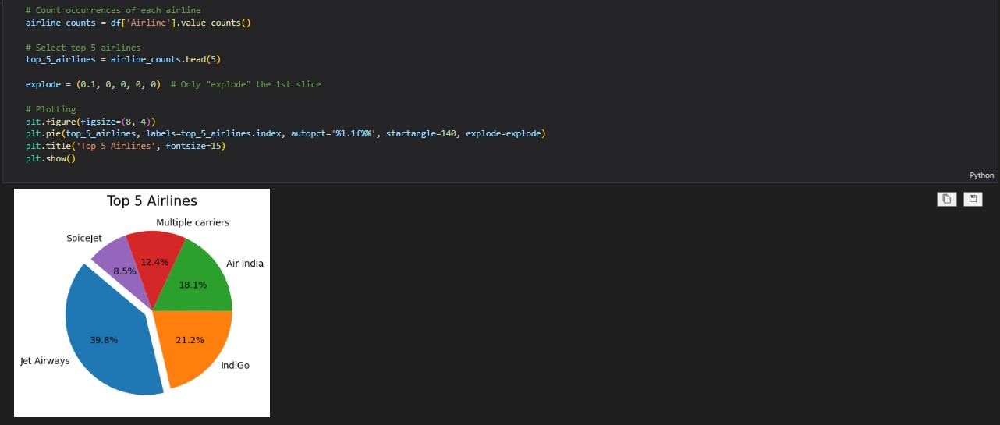 # Count occurrences of each airline
airline_counts = df['Airline'].value_counts()
# Select top 5 airlines
top_5_airlines = airline_counts.head(5)
explode = (0.1, 0, 0, 0, 0)  # Only "explode" the 1st slice
# Plotting
plt.figure(figsize=(8, 4))
plt.pie(top_5_airlines, labels=top_5_airlines.index, autopct='%1.1f%%', startangle=140, explode=explode)
plt.title('Top 5 Airlines', fontsize=15)
plt.show()
Python
Top 5 Airlines
Multiple carriers
SpiceJet
12.4%
Air India
8.5%
18.1%
39.8%
21.2%
Jet Airways
IndiGo